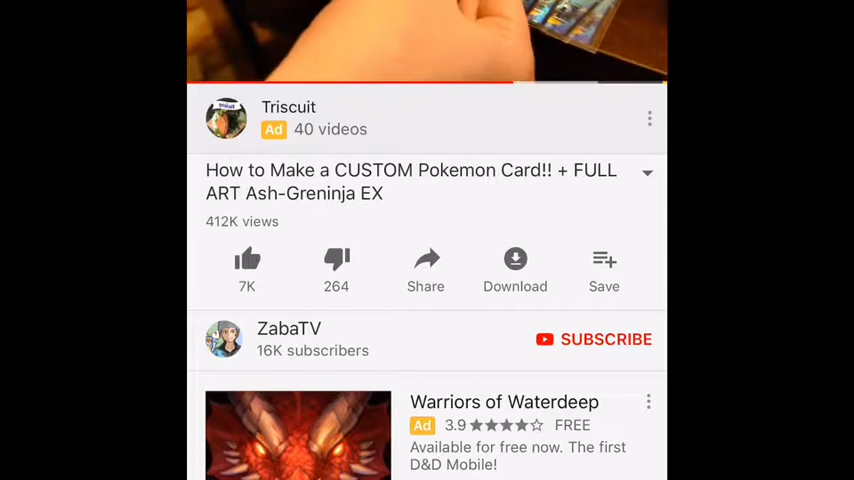 Triscuit
Ad 40 videos
How to Make a CUSTOM Pokemon Card!! + FULL
ART Ash-Greninja EX
412K views
7K 264 Share Download Save
ZabaTV
16K subscribers
SUBSCRIBE
Warriors of Waterdeep
Ad 3.9 FREE
Available for free now. The first
D&D Mobile!